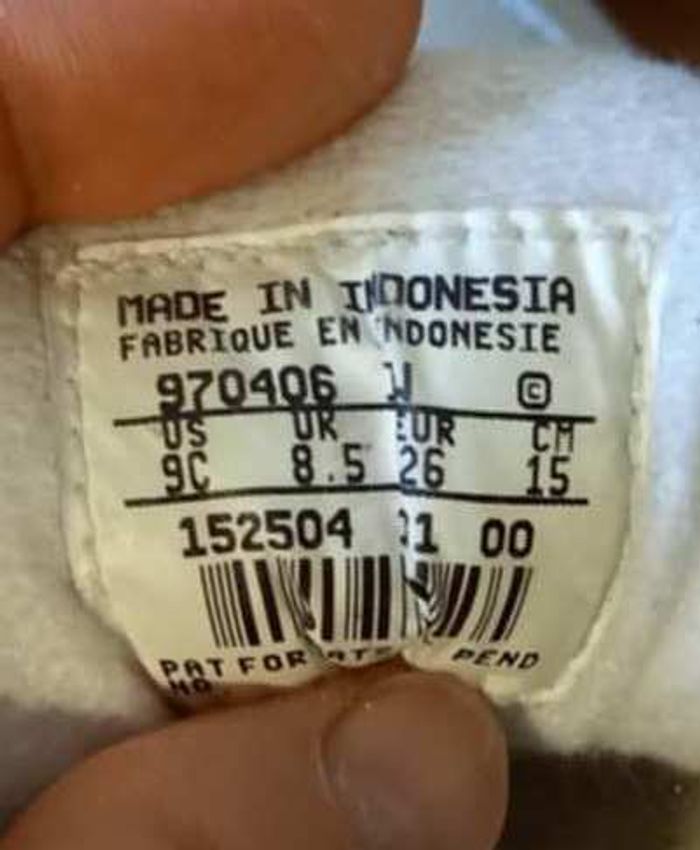 MADE IN INDONESIA
FABRIQUE EN INDONESIE
970406 ©
US UK EUR CM
9C 8.5 26 15
152504 00
PAT FOR PEND
NO